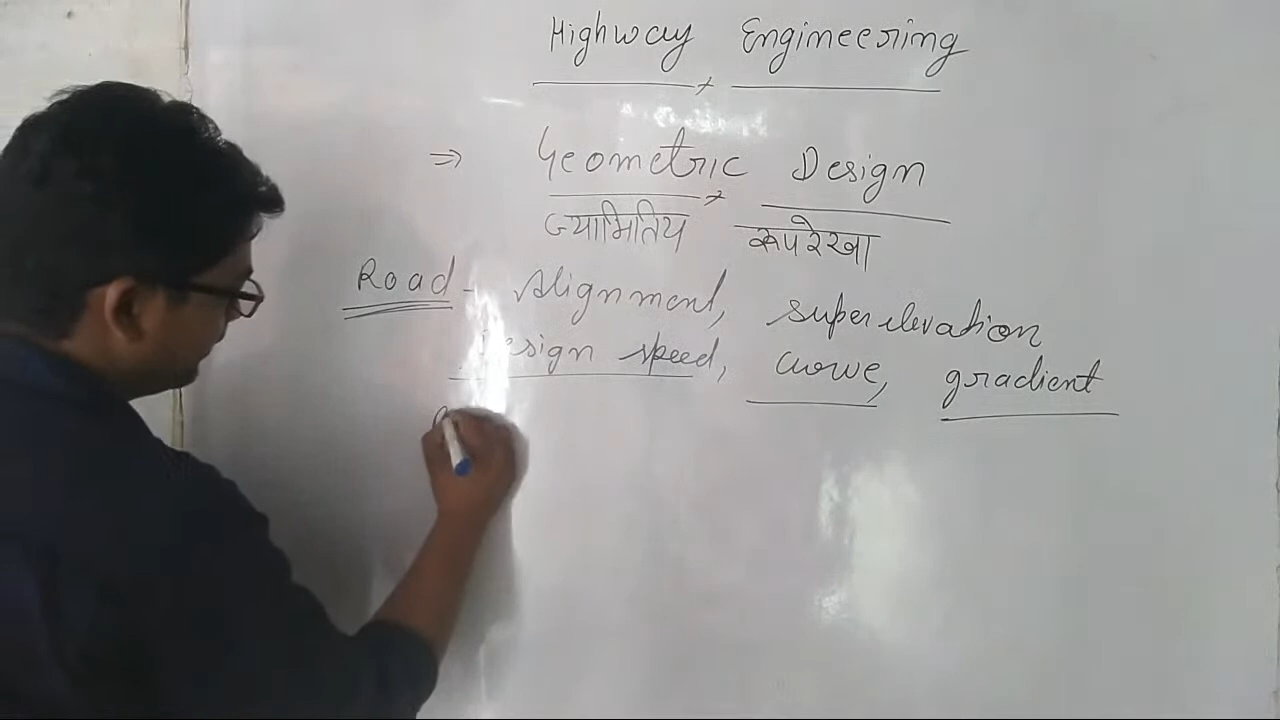 Highway Engineering
⇒ Geometric Design
ज्यामितिय रूपरेखा
Road - Alignment, superelevation
Design speed, curve, gradient